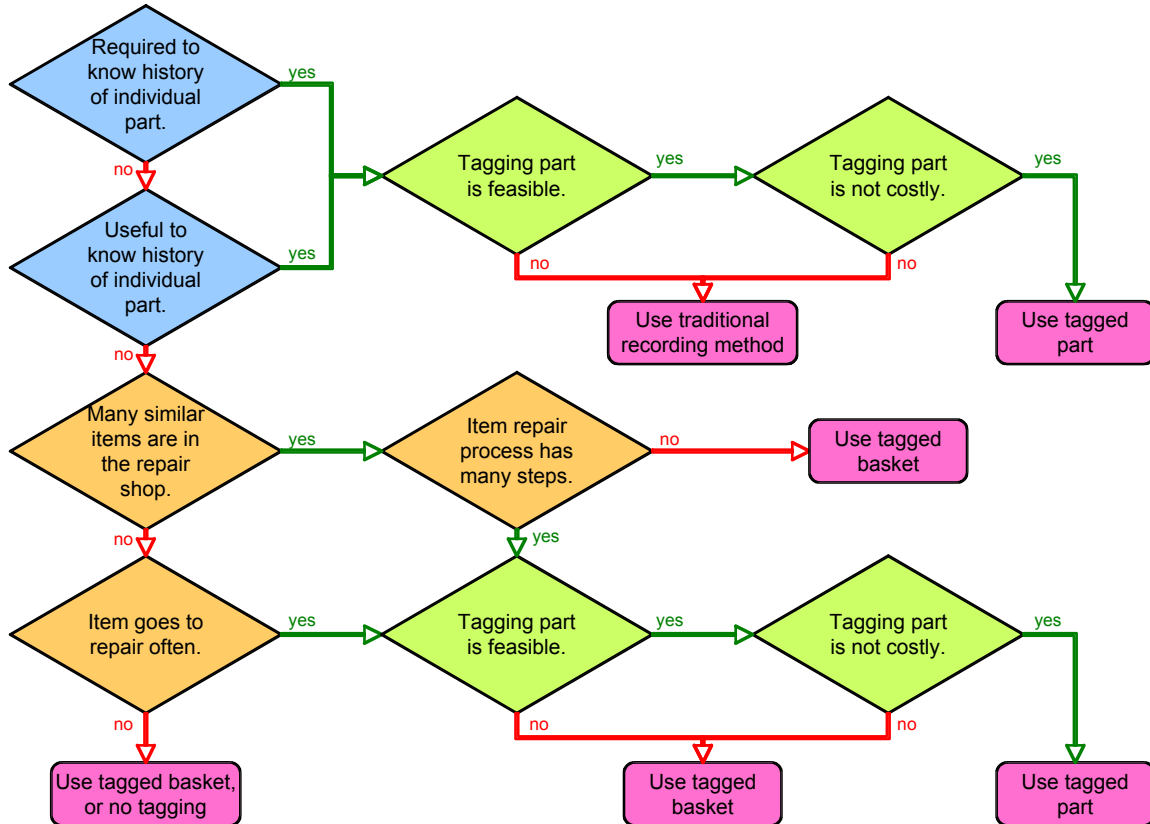 Required to
know history
of individual
part.
yes
no
Tagging part
is feasible.
yes
no
Tagging part
is not costly.
yes
no
Useful to
know history
of individual
part.
yes
no
Use traditional
recording method
Use tagged
part
Many similar
items are in
the repair
shop.
yes
no
Item repair
process has
many steps.
no
yes
Use tagged
basket
Item goes to
repair often.
yes
no
Tagging part
is feasible.
yes
no
Tagging part
is not costly.
yes
no
Use tagged basket,
or no tagging
Use tagged
basket
Use tagged
part